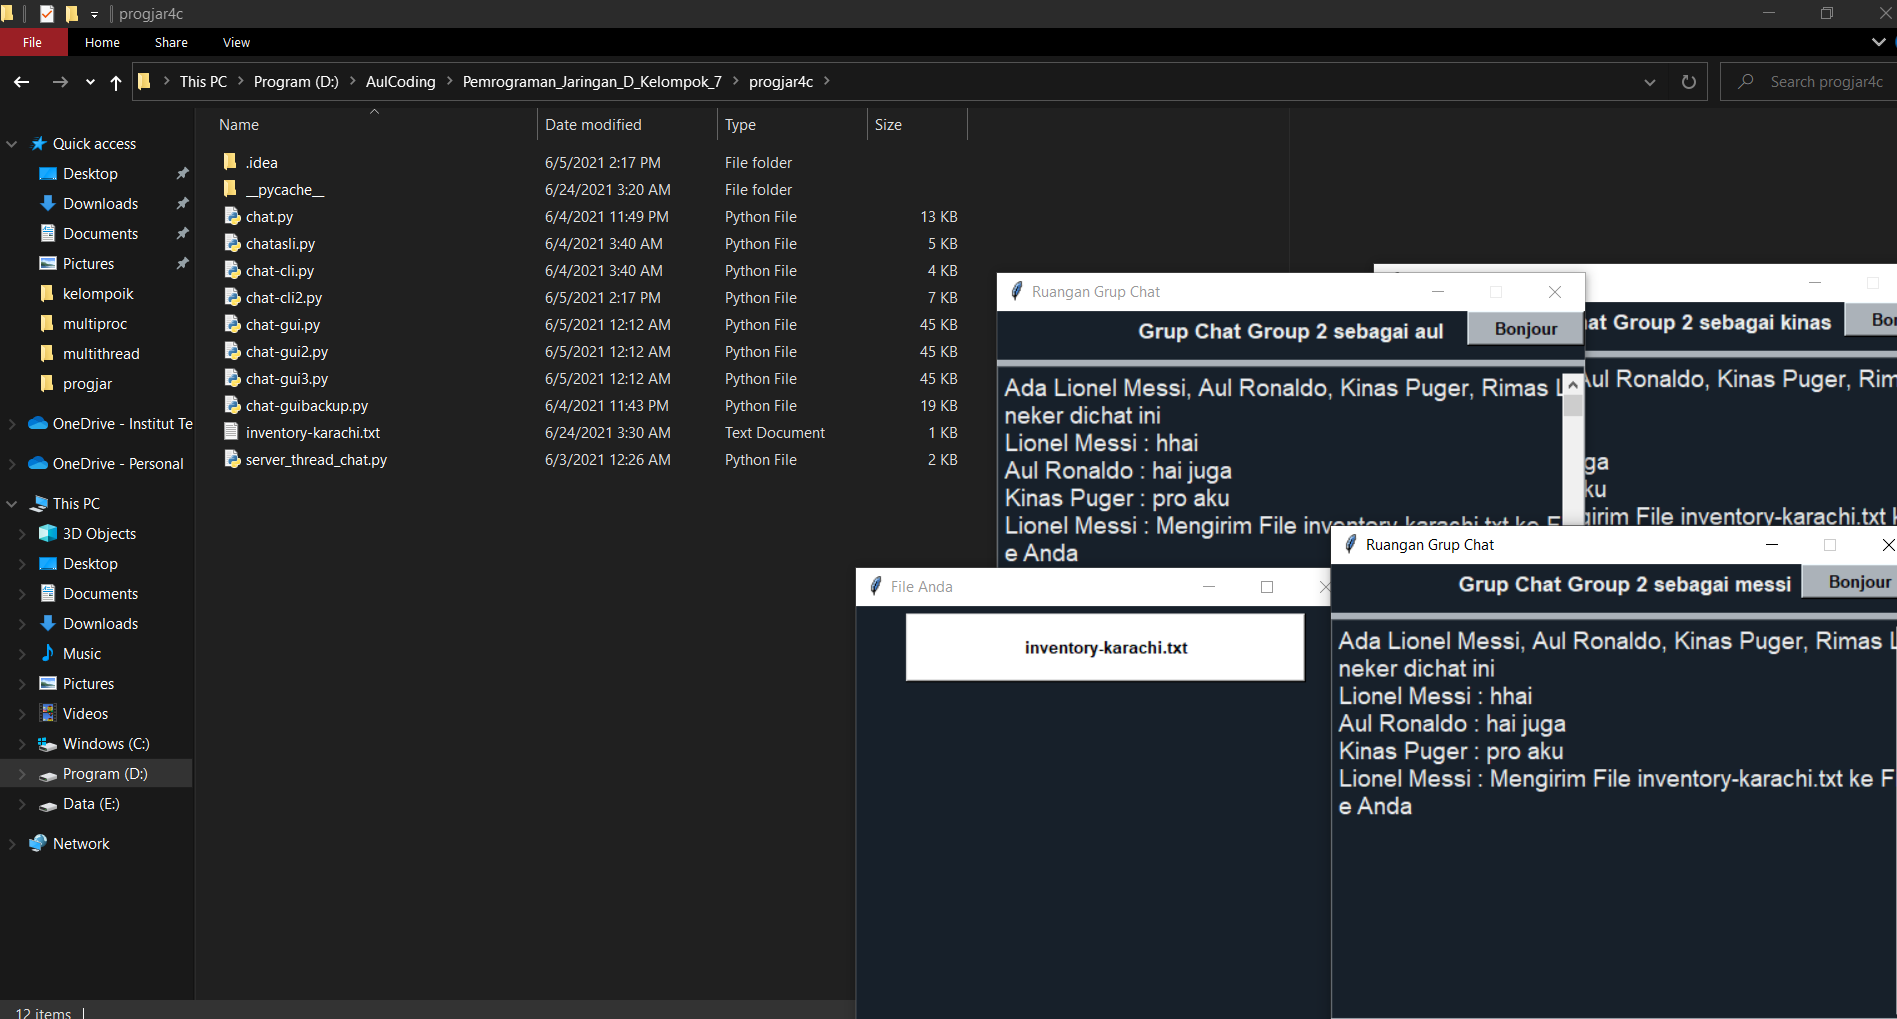 progjar4c
File
Home
Share
View
This PC
Program (D:)
AulCoding
Pemrograman_Jaringan_D_Kelompok_7
progjar4c
Search progjar4c
Quick access
Desktop
Downloads
Documents
Pictures
kelompoik
multiproc
multithread
progjar
OneDrive - Institut Te
OneDrive - Personal
This PC
3D Objects
Desktop
Documents
Downloads
Music
Pictures
Videos
Windows (C:)
Program (D:)
Data (E:)
Network
Name Date modified Type Size
.idea 6/5/2021 2:17 PM File folder
__pycache__ 6/24/2021 3:20 AM File folder
chat.py 6/4/2021 11:49 PM Python File 13 KB
chatasli.py 6/4/2021 3:40 AM Python File 5 KB
chat-cli.py 6/4/2021 3:40 AM Python File 4 KB
chat-cli2.py 6/5/2021 2:17 PM Python File 7 KB
chat-gui.py 6/5/2021 12:12 AM Python File 45 KB
chat-gui2.py 6/5/2021 12:12 AM Python File 45 KB
chat-gui3.py 6/5/2021 12:12 AM Python File 45 KB
chat-guibackup.py 6/4/2021 11:43 PM Python File 19 KB
inventory-karachi.txt 6/24/2021 3:30 AM Text Document 1 KB
server_thread_chat.py 6/3/2021 12:26 AM Python File 2 KB
12 items
Ruangan Grup Chat
Grup Chat Group 2 sebagai aul
Bonjour
Ada Lionel Messi, Aul Ronaldo, Kinas Puger, Rimas L
neker dichat ini
Lionel Messi : hhai
Aul Ronaldo : hai juga
Kinas Puger : pro aku
Lionel Messi : Mengirim File inventory-karachi.txt ke F
e Anda
at Group 2 sebagai kinas
Bon
Aul Ronaldo, Kinas Puger, Rim
ga
ku
girim File inventory-karachi.txt k
File Anda
inventory-karachi.txt
Ruangan Grup Chat
Grup Chat Group 2 sebagai messi
Bonjour
Ada Lionel Messi, Aul Ronaldo, Kinas Puger, Rimas L
neker dichat ini
Lionel Messi : hhai
Aul Ronaldo : hai juga
Kinas Puger : pro aku
Lionel Messi : Mengirim File inventory-karachi.txt ke F
e Anda